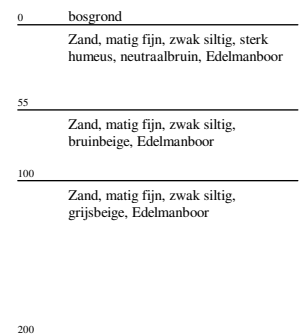 0 bosgrond
Zand, matig fijn, zwak siltig, sterk
humeus, neutraalbruin, Edelmanboor
55
Zand, matig fijn, zwak siltig,
bruinbeige, Edelmanboor
100
Zand, matig fijn, zwak siltig,
grijsbeige, Edelmanboor
200